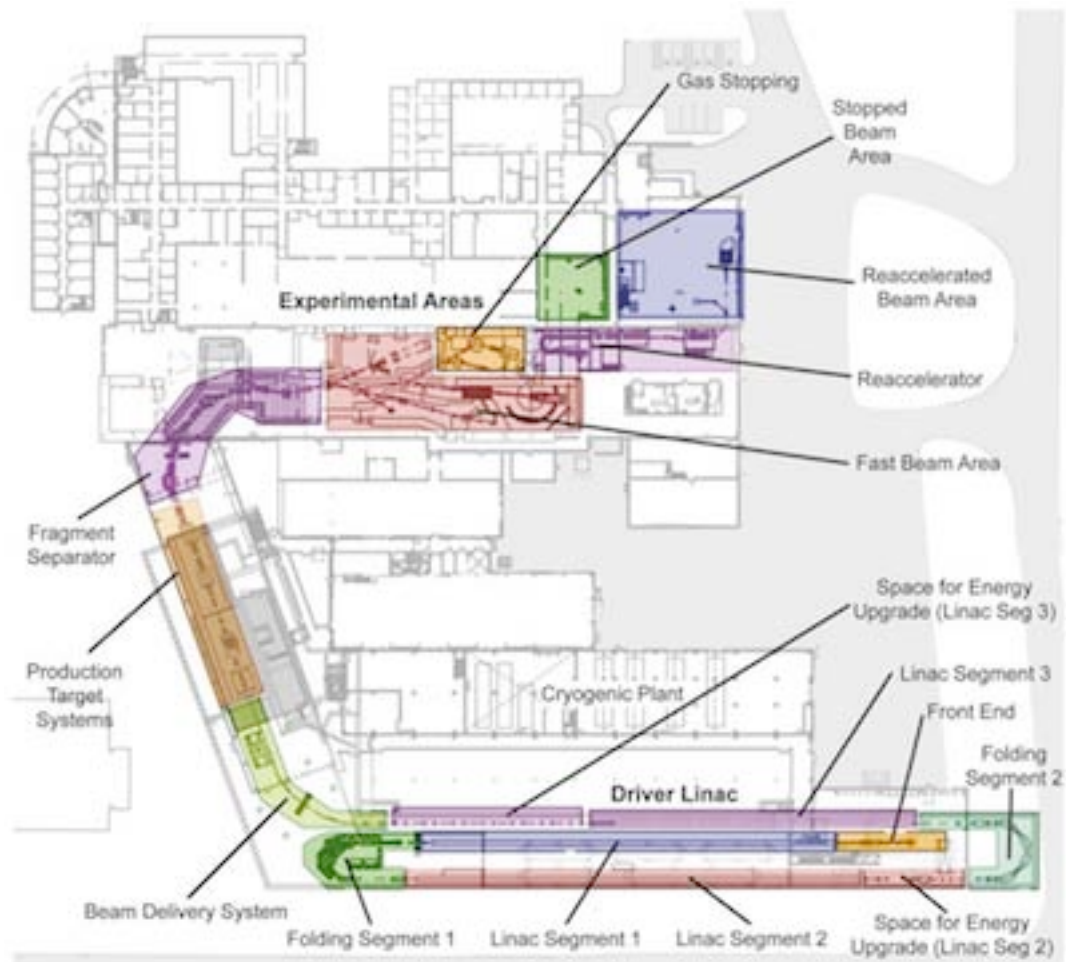 Gas Stopping
Stopped
Beam
Area
Experimental Areas
Reaccelerated
Beam Area
Reaccelerator
Fast Beam Area
Fragment
Separator
Space for Energy
Upgrade (Linac Seg 3)
Production
Target
Systems
Cryogenic Plant
Linac Segment 3
Front End
Folding
Segment 2
Driver Linac
Beam Delivery System
Folding Segment 1
Linac Segment 1
Linac Segment 2
Space for Energy
Upgrade (Linac Seg 2)